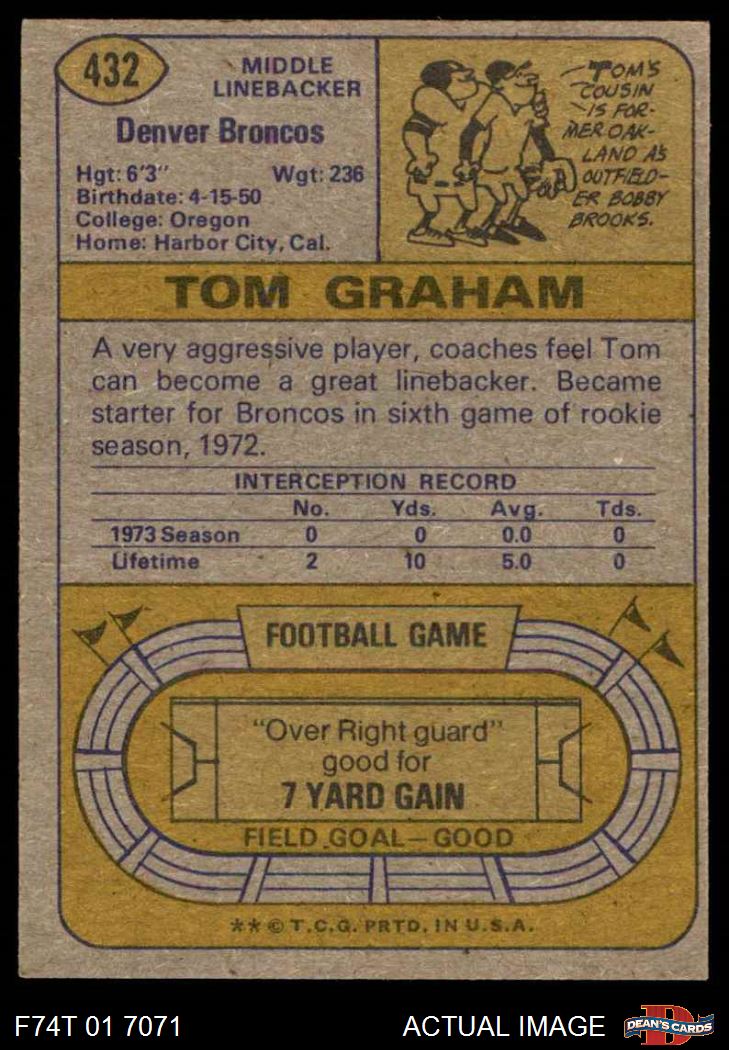 432
MIDDLE
LINEBACKER
Denver Broncos
Hgt: 6'3" Wgt: 236
Birthdate: 4-15-50
College: Oregon
Home: Harbor City, Cal.
TOM'S
COUSIN
IS FOR-
MER OAK-
LAND A'S
OUTFIELD-
ER BOBBY
BROOKS.
TOM GRAHAM
A very aggressive player, coaches feel Tom
can become a great linebacker. Became
starter for Broncos in sixth game of rookie
season, 1972.
INTERCEPTION RECORD
No. Yds. Avg. Tds.
1973 Season 0 0 0.0 0
Lifetime 2 10 5.0 0
FOOTBALL GAME
"Over Right guard"
good for
7 YARD GAIN
FIELD GOAL—GOOD
** © T.C.G. PRTD. IN U.S.A.
F74T 01 7071 ACTUAL IMAGE
D
DEAN'S CARDS